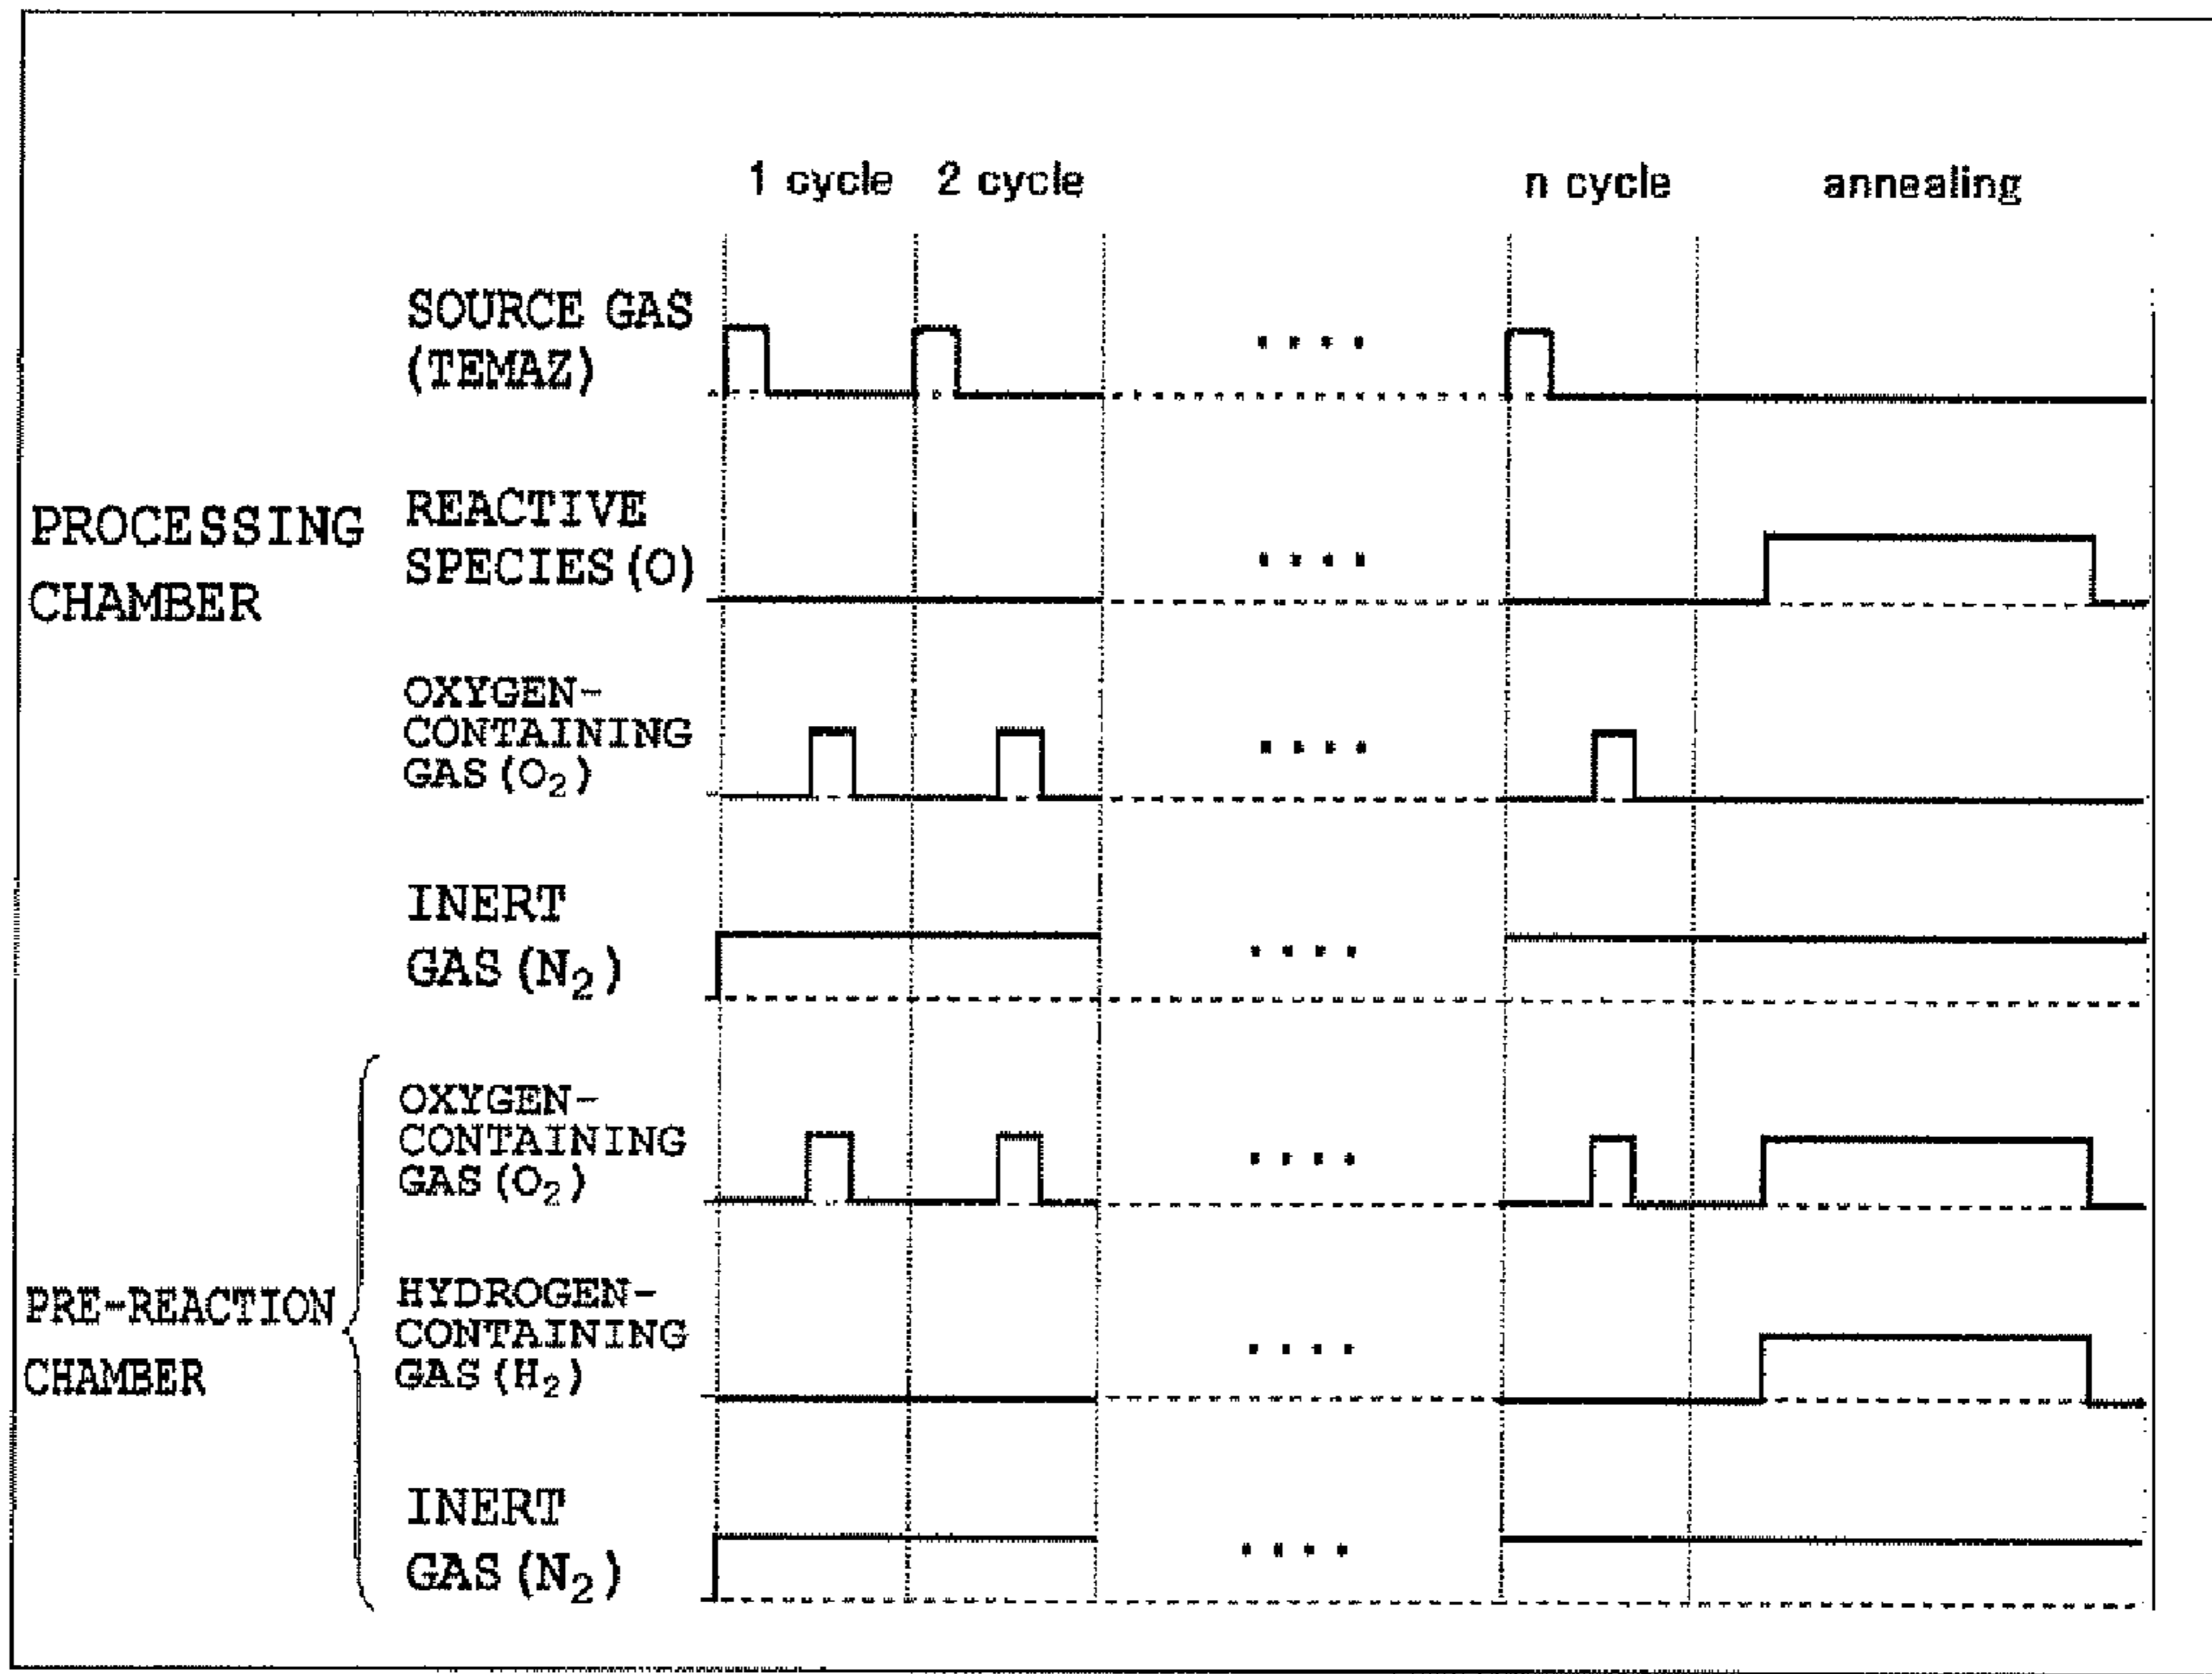 1 cycle 2 cycle n cycle annealing
SOURCE GAS
(TEMAZ)
PROCESSING
CHAMBER
REACTIVE
SPECIES (O)
OXYGEN-
CONTAINING
GAS (O₂)
INERT
GAS (N₂)
PRE-REACTION
CHAMBER
OXYGEN-
CONTAINING
GAS (O₂)
HYDROGEN-
CONTAINING
GAS (H₂)
INERT
GAS (N₂)